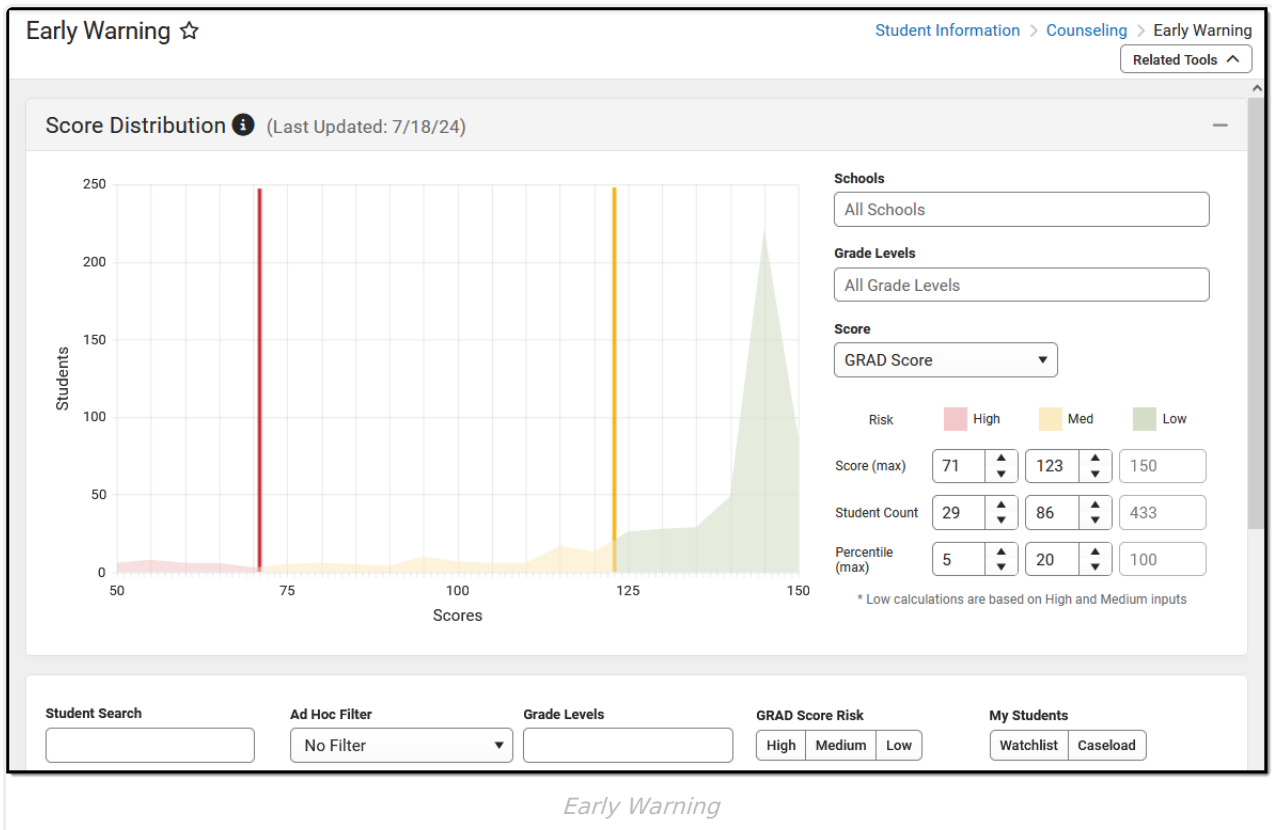 Early Warning
Student Information > Counseling > Early Warning
Related Tools
Score Distribution i (Last Updated: 7/18/24)
250
200
150
100
50
0
Students
50 75 100 125 150
Scores
Schools
All Schools
Grade Levels
All Grade Levels
Score
GRAD Score
Risk High Med Low
Score (max) 71 123 150
Student Count 29 86 433
Percentile
(max) 5 20 100
* Low calculations are based on High and Medium inputs
Student Search Ad Hoc Filter Grade Levels GRAD Score Risk My Students
No Filter High Medium Low Watchlist Caseload
Early Warning